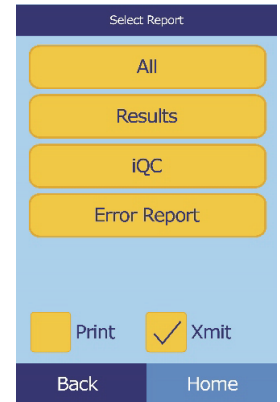 Select Report
All
Results
iQC
Error Report
Print Xmit
Back Home